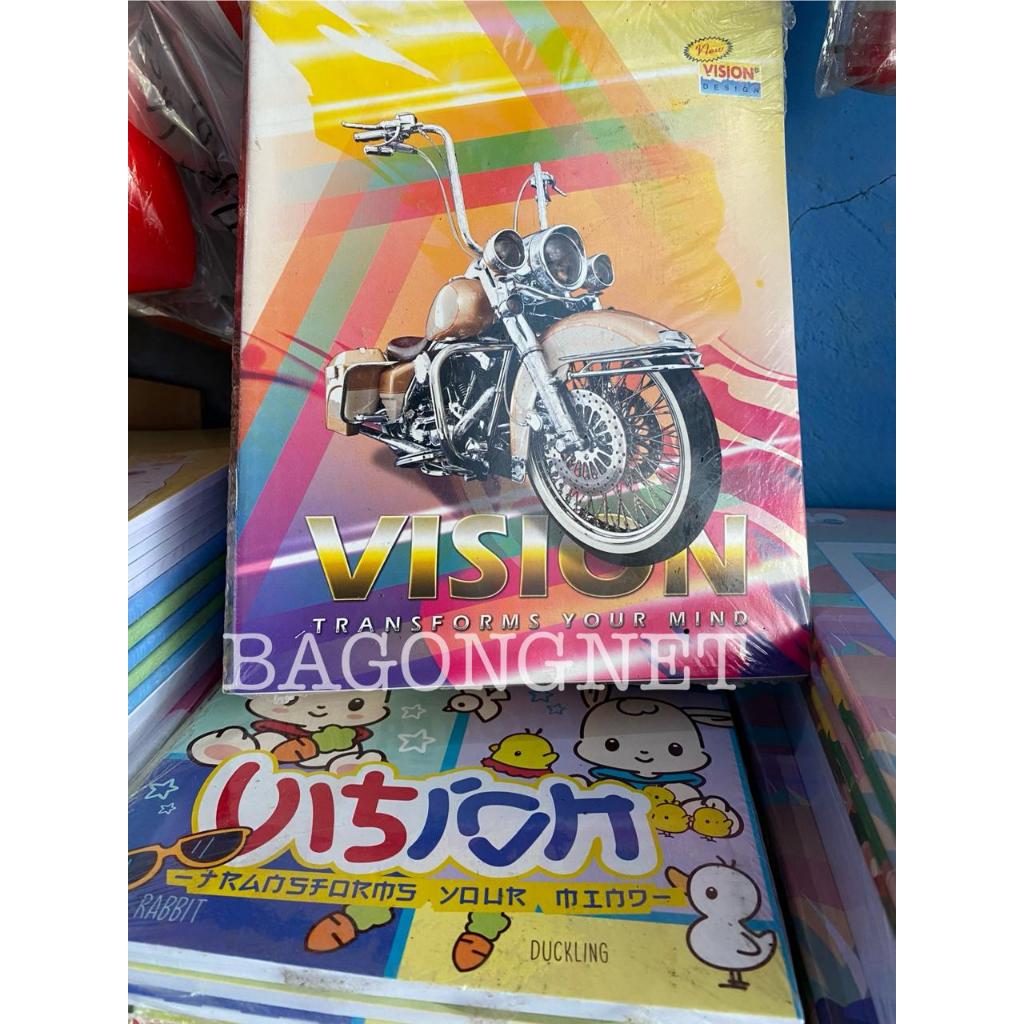 New
VISION®
DESIGN
VISION
TRANSFORMS YOUR MIND
BAGONGNET
Vision
-TRANSFORMS YOUR MIND-
RABBIT
DUCKLING